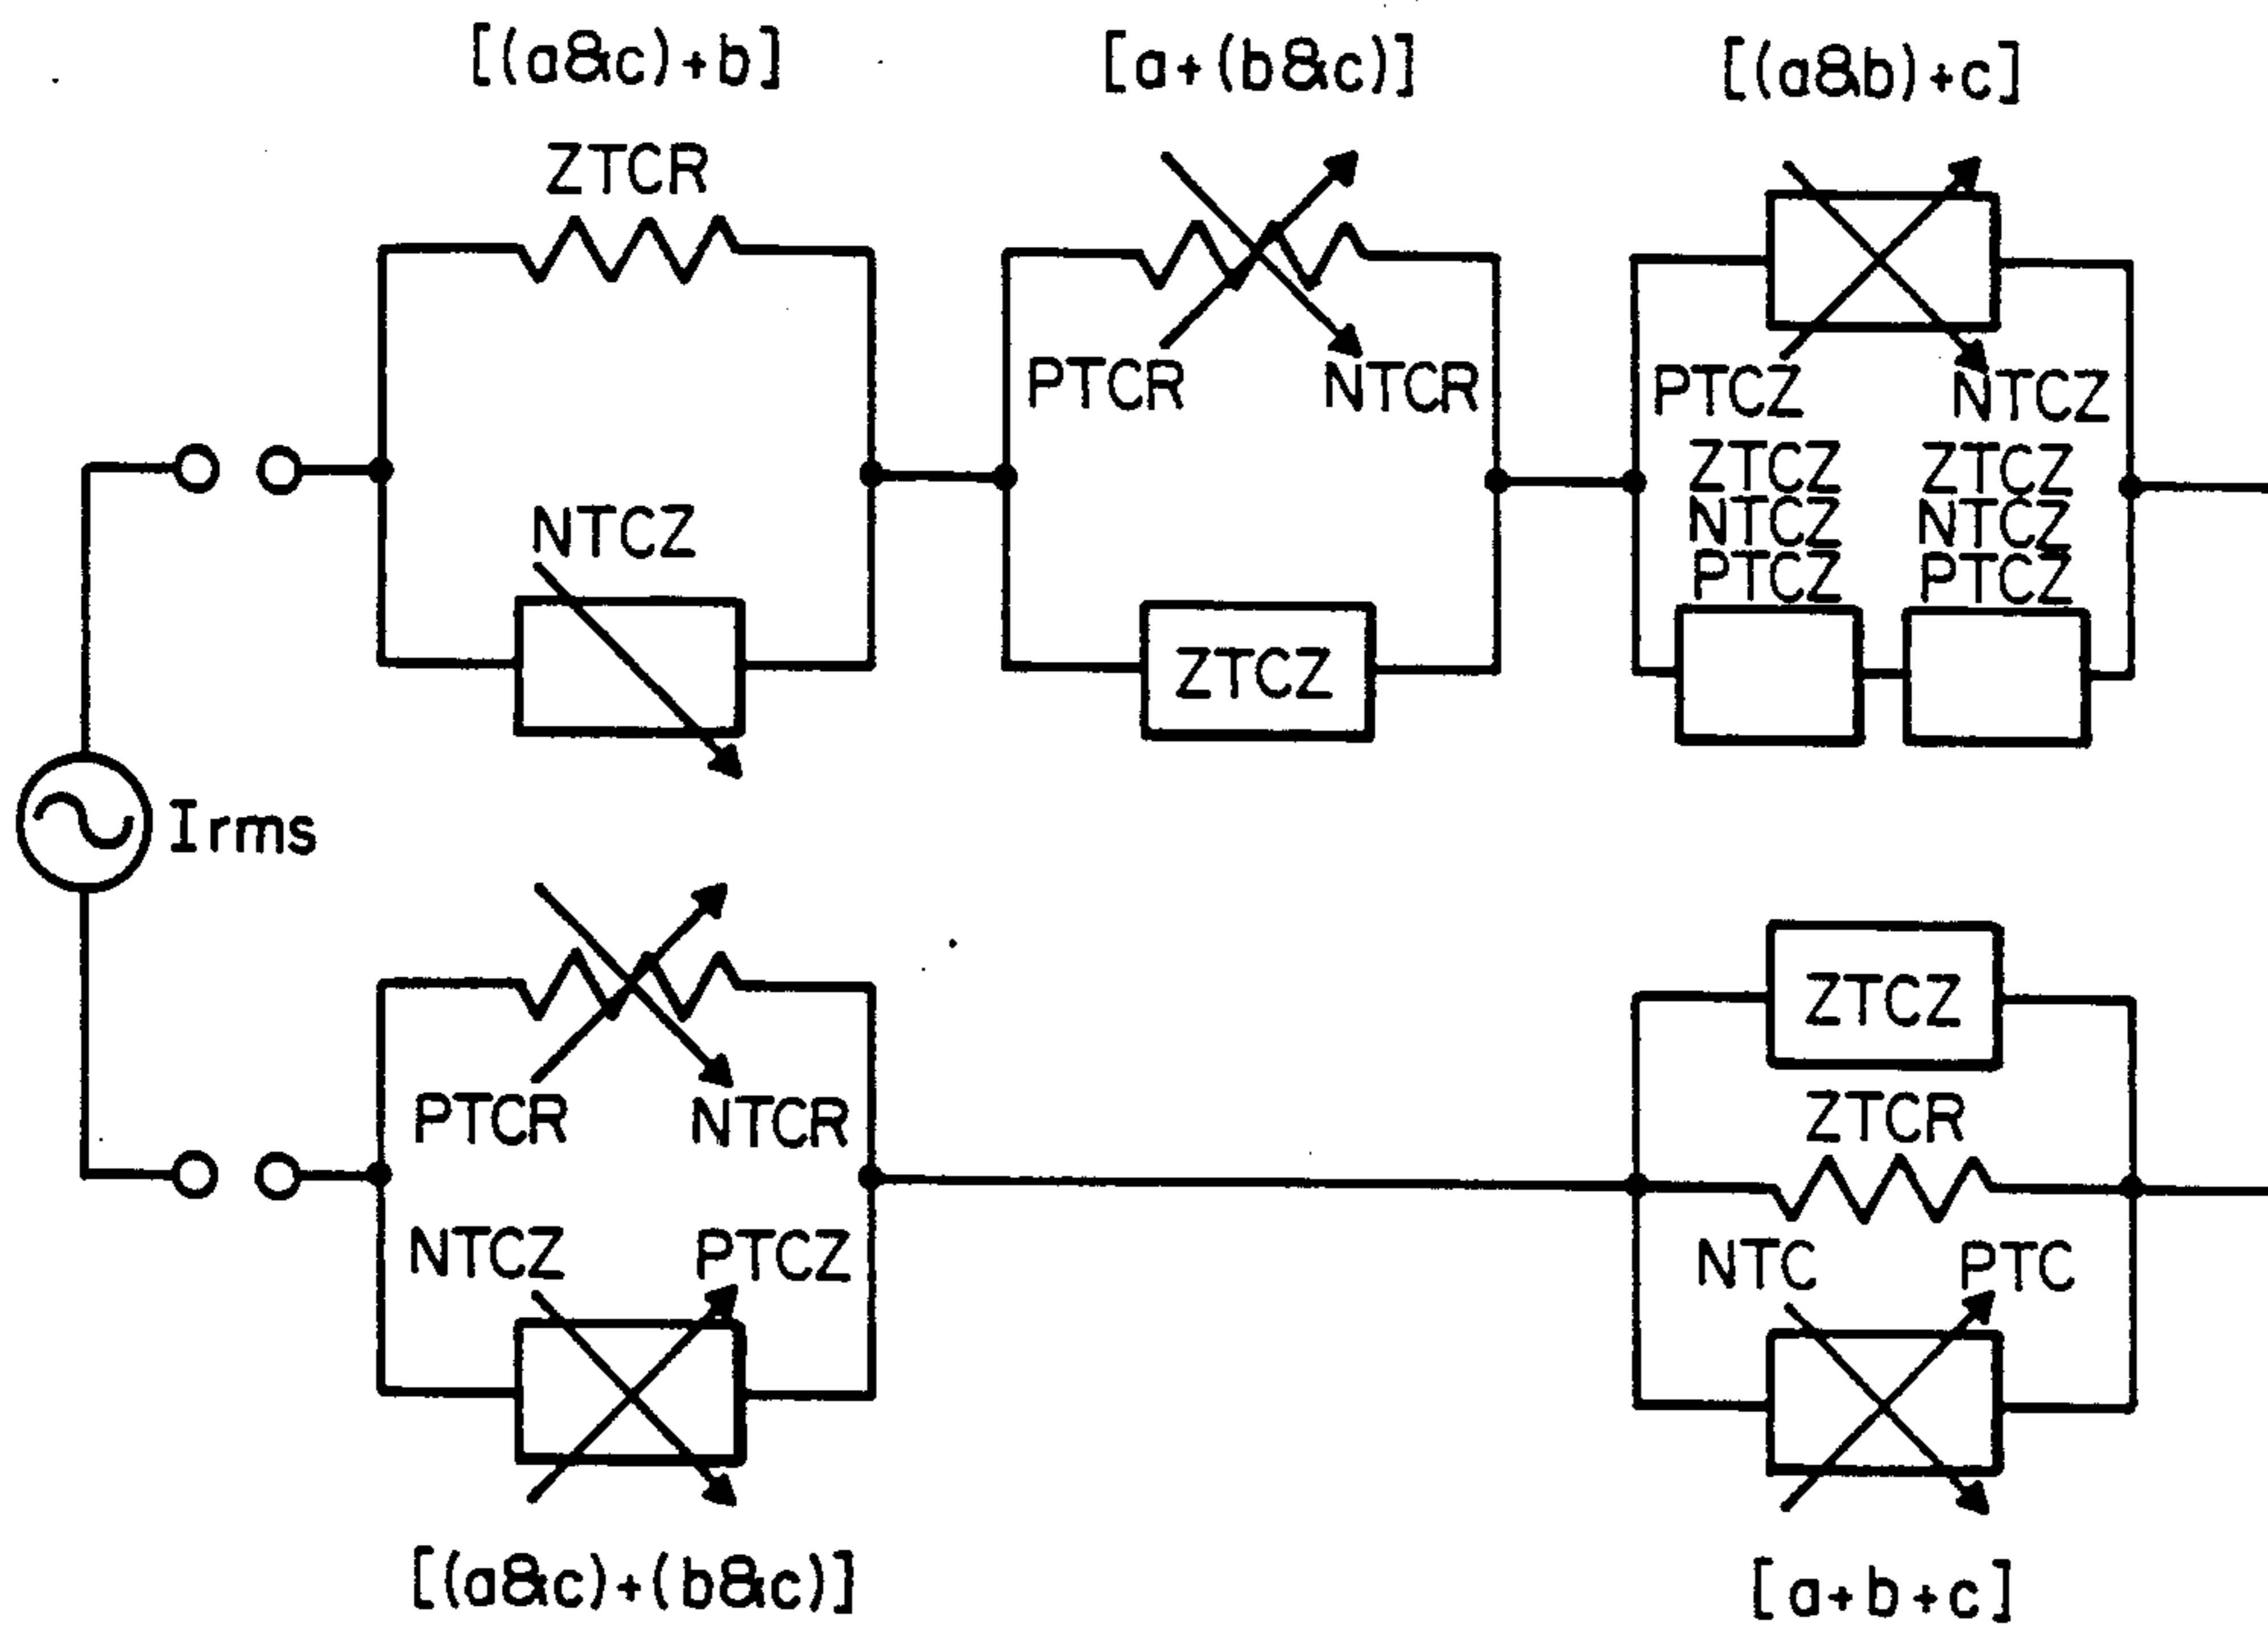 [(a&c)+b]
[a+(b&c)]
[(a&b)+c]
ZTCR
PTCR
NTCR
PTCZ
NTCZ
ZTCZ
ZTCZ
NTCZ
NTCZ
PTCZ
PTCZ
NTCZ
ZTCZ
Irms
PTCR
NTCR
NTCZ
PTCZ
ZTCZ
ZTCR
NTC
PTC
[(a&c)+(b&c)]
[a+b+c]